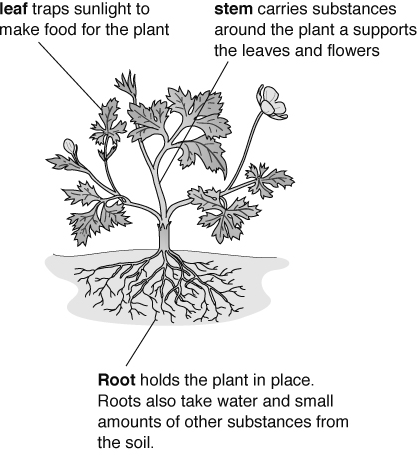 leaf traps sunlight to
make food for the plant
stem carries substances
around the plant a supports
the leaves and flowers
Root holds the plant in place.
Roots also take water and small
amounts of other substances from
the soil.